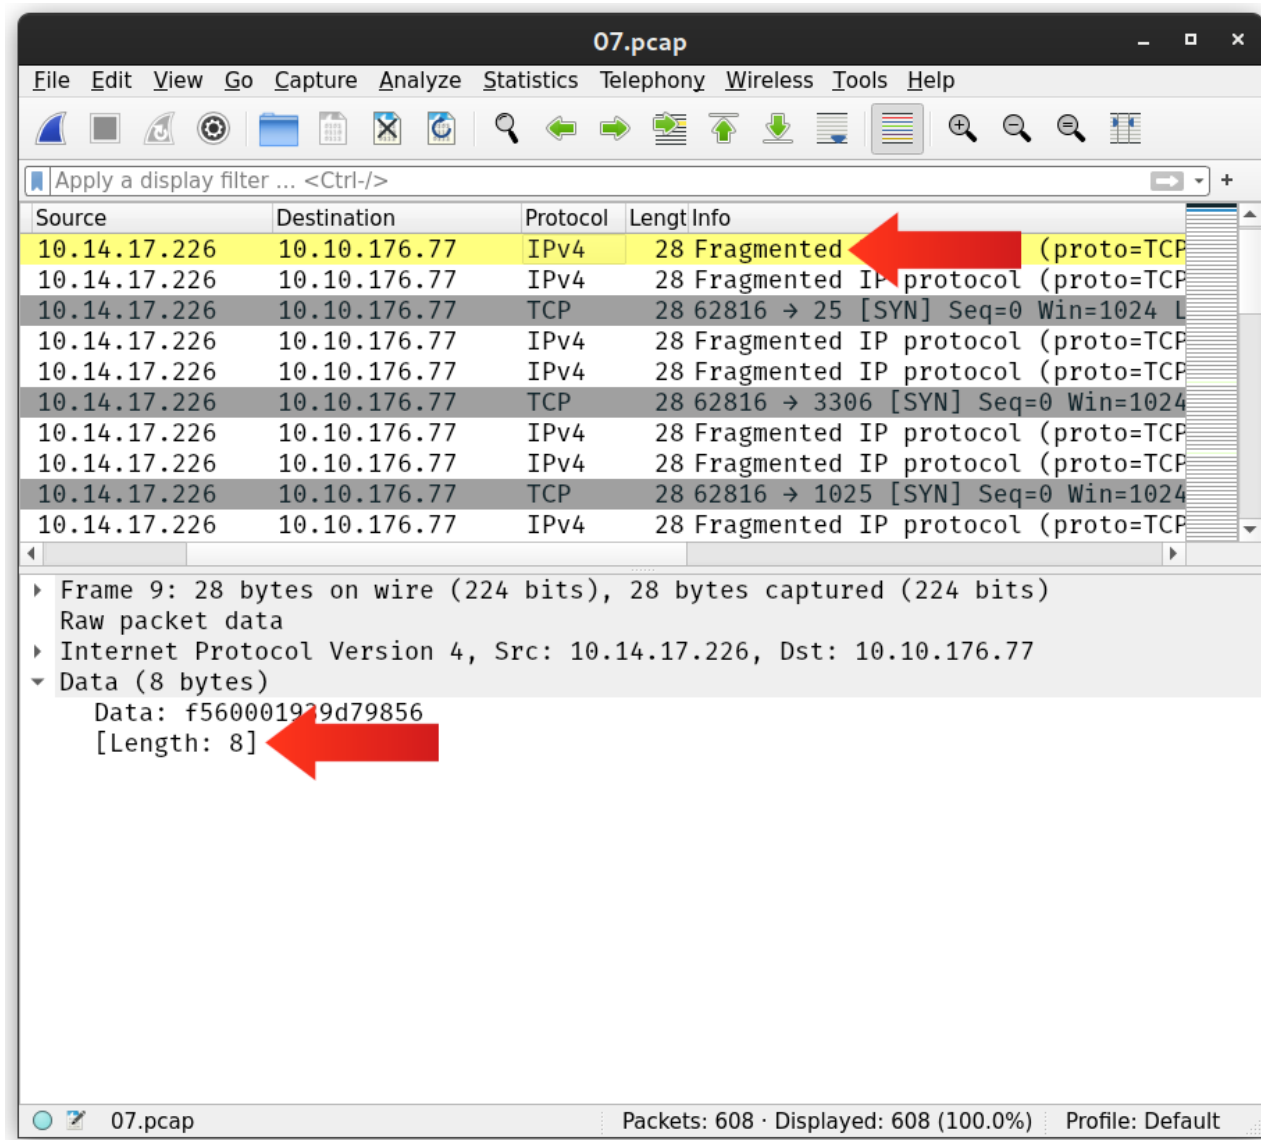 07.pcap
File Edit View Go Capture Analyze Statistics Telephony Wireless Tools Help
Apply a display filter ... <Ctrl-/>
Source Destination Protocol Lengt Info
10.14.17.226 10.10.176.77 IPv4 28 Fragmented (proto=TCP
10.14.17.226 10.10.176.77 IPv4 28 Fragmented IP protocol (proto=TCP
10.14.17.226 10.10.176.77 TCP 28 62816 → 25 [SYN] Seq=0 Win=1024 L
10.14.17.226 10.10.176.77 IPv4 28 Fragmented IP protocol (proto=TCP
10.14.17.226 10.10.176.77 IPv4 28 Fragmented IP protocol (proto=TCP
10.14.17.226 10.10.176.77 TCP 28 62816 → 3306 [SYN] Seq=0 Win=1024
10.14.17.226 10.10.176.77 IPv4 28 Fragmented IP protocol (proto=TCP
10.14.17.226 10.10.176.77 IPv4 28 Fragmented IP protocol (proto=TCP
10.14.17.226 10.10.176.77 TCP 28 62816 → 1025 [SYN] Seq=0 Win=1024
10.14.17.226 10.10.176.77 IPv4 28 Fragmented IP protocol (proto=TCP
Frame 9: 28 bytes on wire (224 bits), 28 bytes captured (224 bits)
Raw packet data
Internet Protocol Version 4, Src: 10.14.17.226, Dst: 10.10.176.77
Data (8 bytes)
Data:
[Length: 8]
07.pcap Packets: 608 · Displayed: 608 (100.0%) Profile: Default